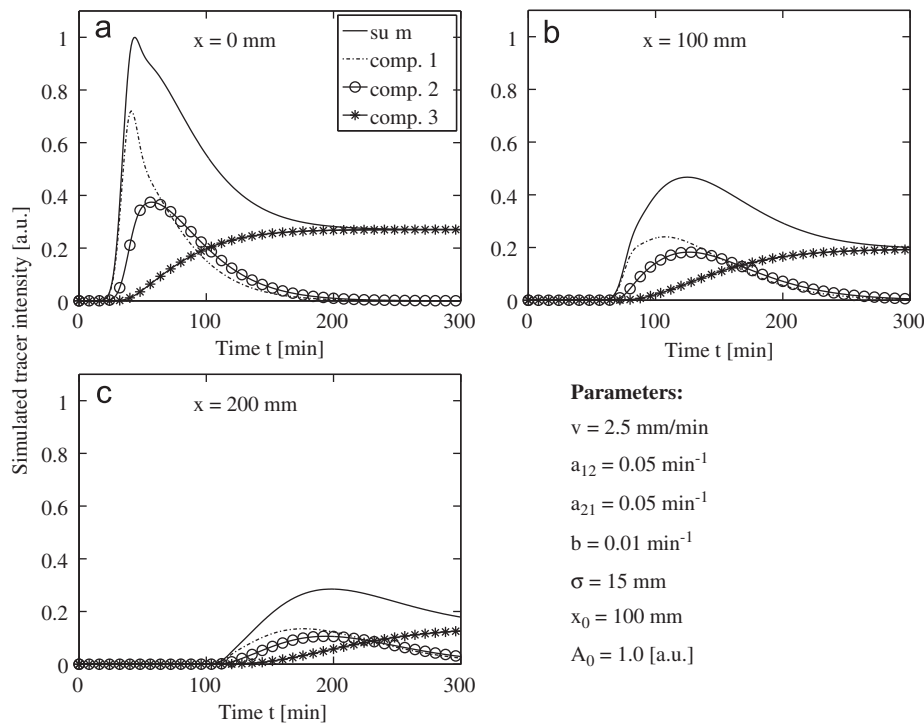 a
x = 0 mm
su m
comp. 1
comp. 2
comp. 3
1
0.8
0.6
0.4
0.2
0
0 100 200 300
Time t [min]
b
x = 100 mm
1
0.8
0.6
0.4
0.2
0
0 100 200 300
Time t [min]
Simulated tracer intensity [a.u.]
c
x = 200 mm
1
0.8
0.6
0.4
0.2
0
0 100 200 300
Time t [min]
Parameters:
v = 2.5 mm/min
a₁₂ = 0.05 min⁻¹
a₂₁ = 0.05 min⁻¹
b = 0.01 min⁻¹
σ = 15 mm
x₀ = 100 mm
A₀ = 1.0 [a.u.]